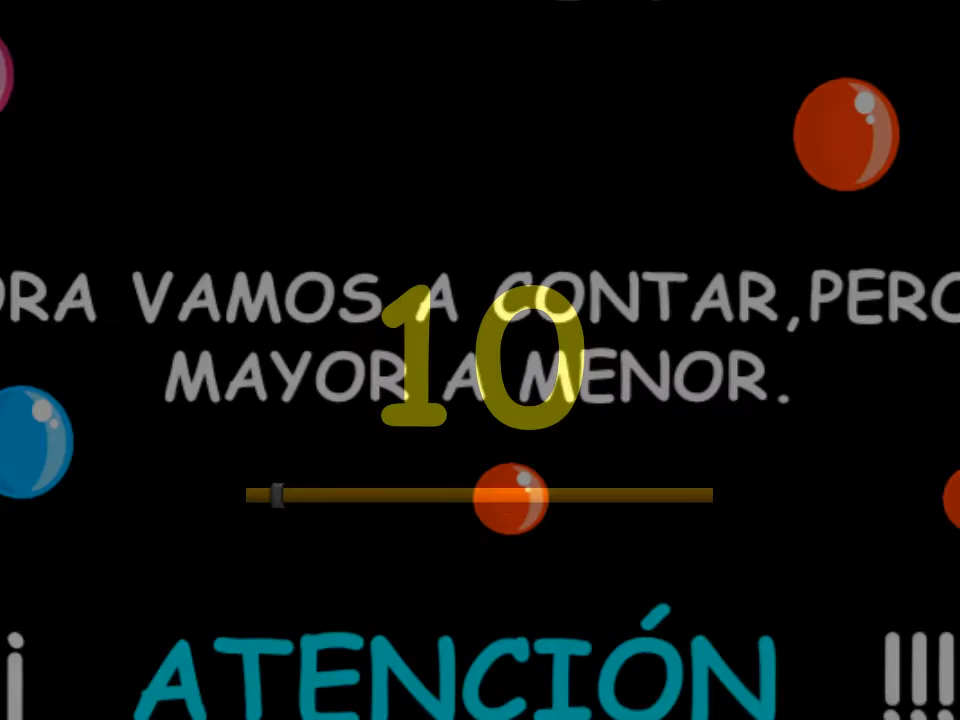 ORA VAMOS A CONTAR,PERO
10
MAYOR A MENOR.
¡ ATENCIÓN !!!